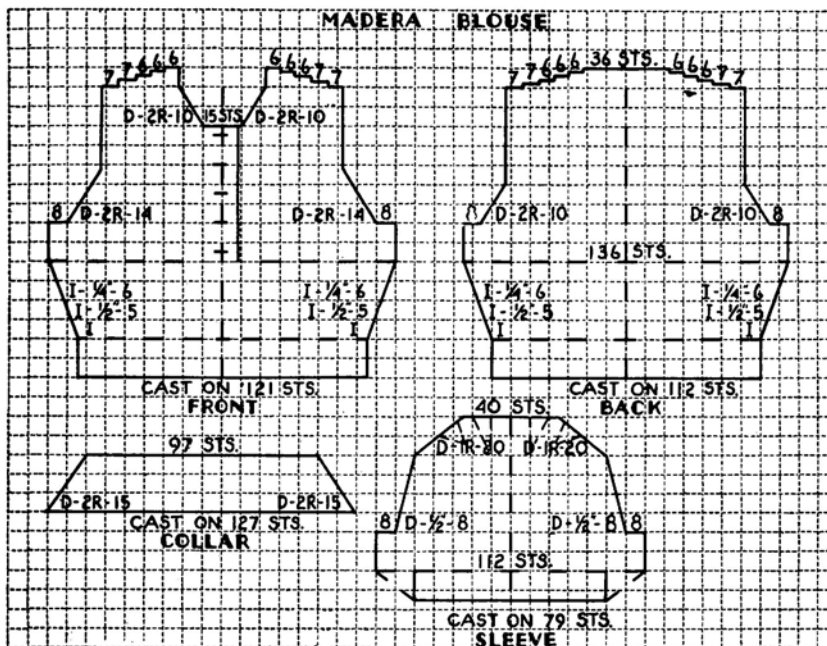 MADERA BLOUSE
7 7 6 6 6 6 6 6 7 7
D-2R-10 15 STS. D-2R-10
8 D-2R-14 D-2R-14 8
I-¼"-6 I-¼"-6
I-½"-5 I-½"-5
I I
CAST ON 121 STS.
FRONT
7 7 6 6 6 36 STS. 6 6 6 7 7
D-2R-10 D-2R-10 8
136 STS.
I-¼"-6 I-¼"-6
I-½"-5 I-½"-5
I I
CAST ON 112 STS.
BACK
97 STS.
D-2R-15 D-2R-15
CAST ON 127 STS.
COLLAR
40 STS.
D-1R-20 D-1R-20
8 D-½"-8 D-½"-8 8
112 STS.
CAST ON 79 STS.
SLEEVE